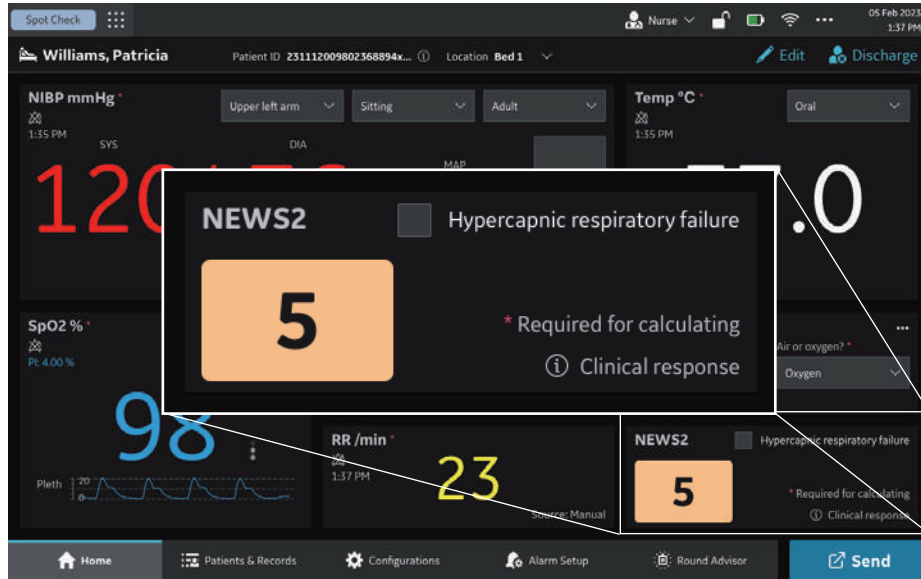 Spot Check
Nurse
05 Feb 2023
1:37 PM
Williams, Patricia
Patient ID 231112009802368894x...
Location Bed 1
Edit
Discharge
NIBP mmHg *
Upper left arm
Sitting
Adult
1:35 PM
SYS
DIA
MAP
120/
Temp °C *
Oral
1:35 PM
.0
NEWS2
Hypercapnic respiratory failure
5
* Required for calculating
Clinical response
SpO2 % *
PI: 4.00 %
98
Pleth
20
0
RR /min *
1:37 PM
23
Source: Manual
Air or oxygen? *
Oxygen
NEWS2
Hypercapnic respiratory failure
5
* Required for calculating
Clinical response
Home
Patients & Records
Configurations
Alarm Setup
Round Advisor
Send